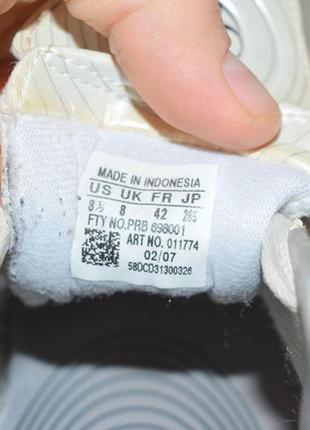 MADE IN INDONESIA
US UK FR JP
8½ 8 42 265
FTY NO.PRB 698001
ART NO. 011774
02/07
58DCD31300326